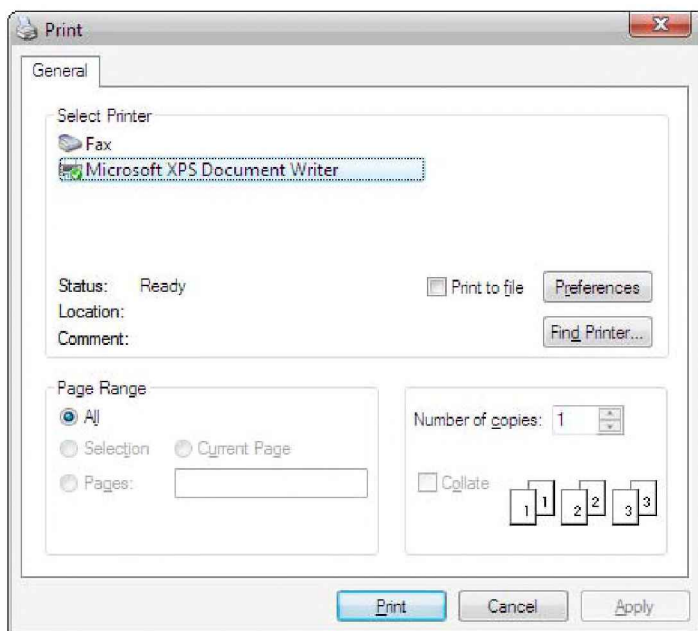 Print
General
Select Printer
Fax
Microsoft XPS Document Writer
Status: Ready
Print to file
Preferences
Location:
Comment:
Find Printer...
Page Range
All
Selection Current Page
Pages:
Number of copies: 1
Collate
1 1 2 2 3 3
Print Cancel Apply